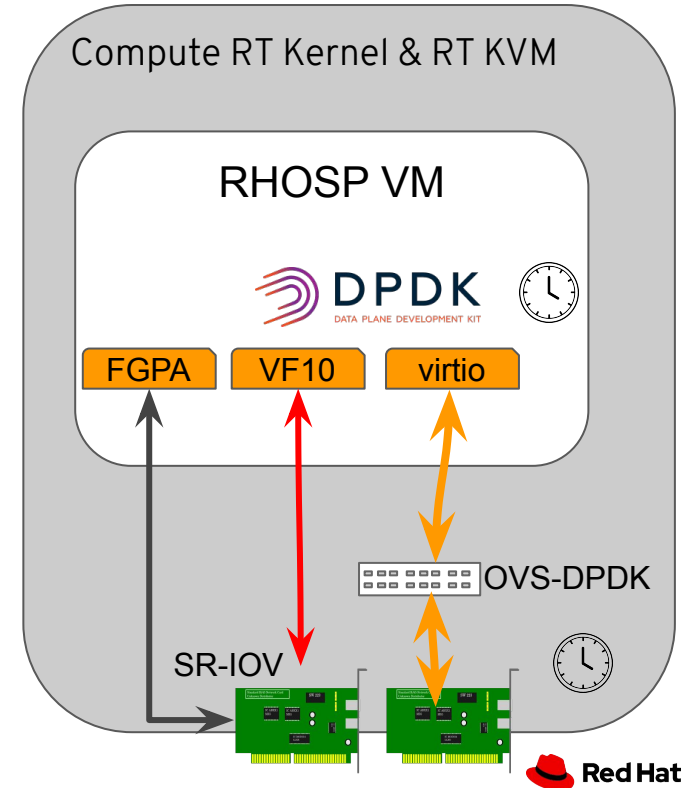 Compute RT Kernel & RT KVM
RHOSP VM
DPDK
DATA PLANE DEVELOPMENT KIT
FGPA
VF10
virtio
OVS-DPDK
SR-IOV
Red Hat